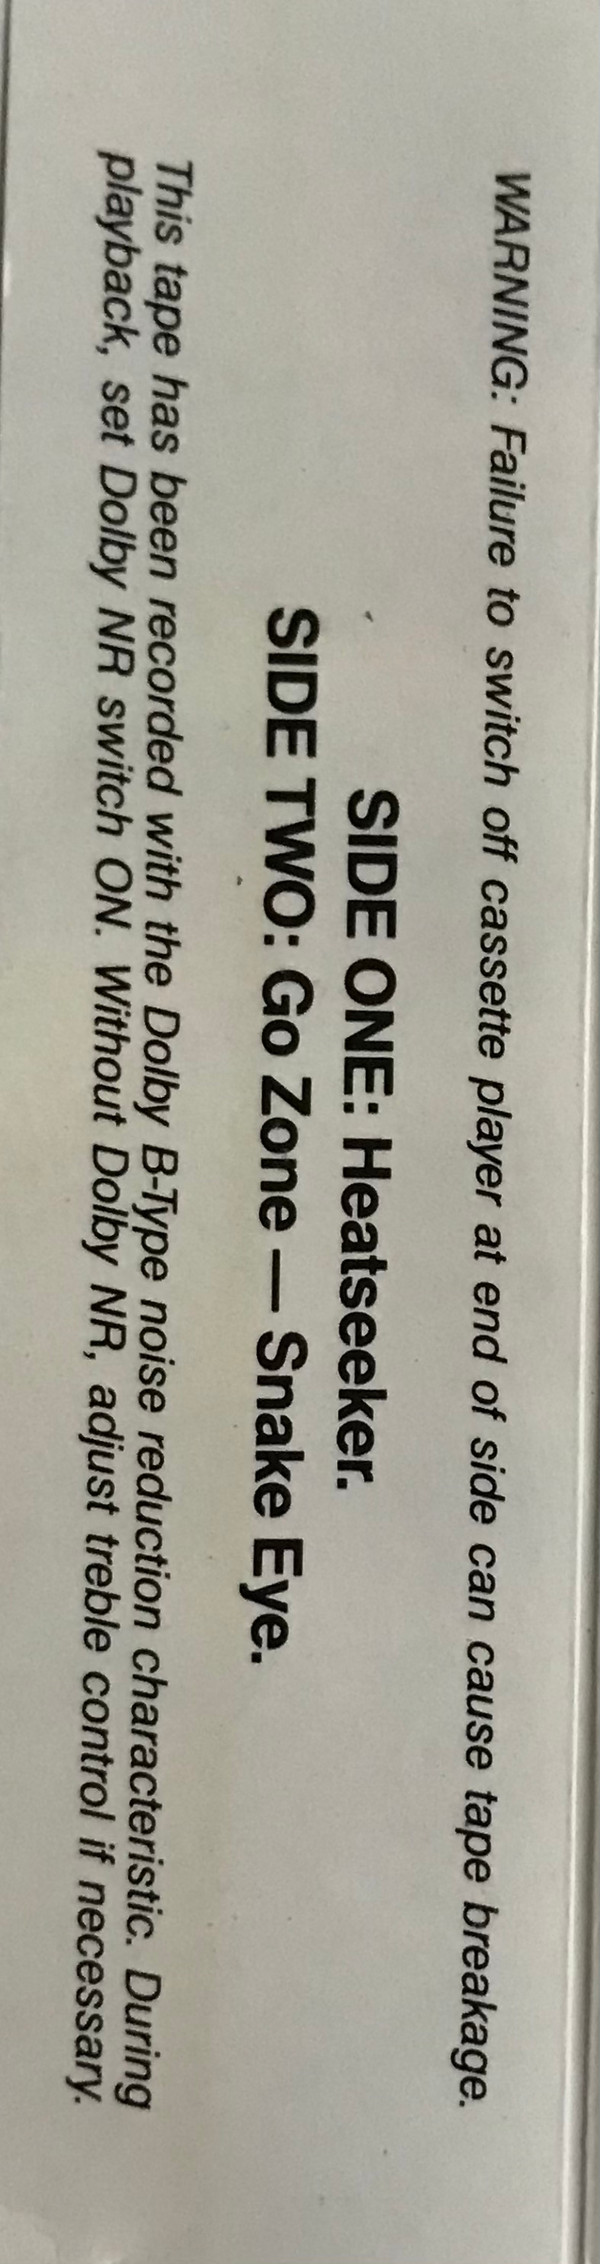 WARNING: Failure to switch off cassette player at end of side can cause tape breakage.
SIDE ONE: Heatseeker.
SIDE TWO: Go Zone — Snake Eye.
This tape has been recorded with the Dolby B-Type noise reduction characteristic. During
playback, set Dolby NR switch ON. Without Dolby NR, adjust treble control if necessary.